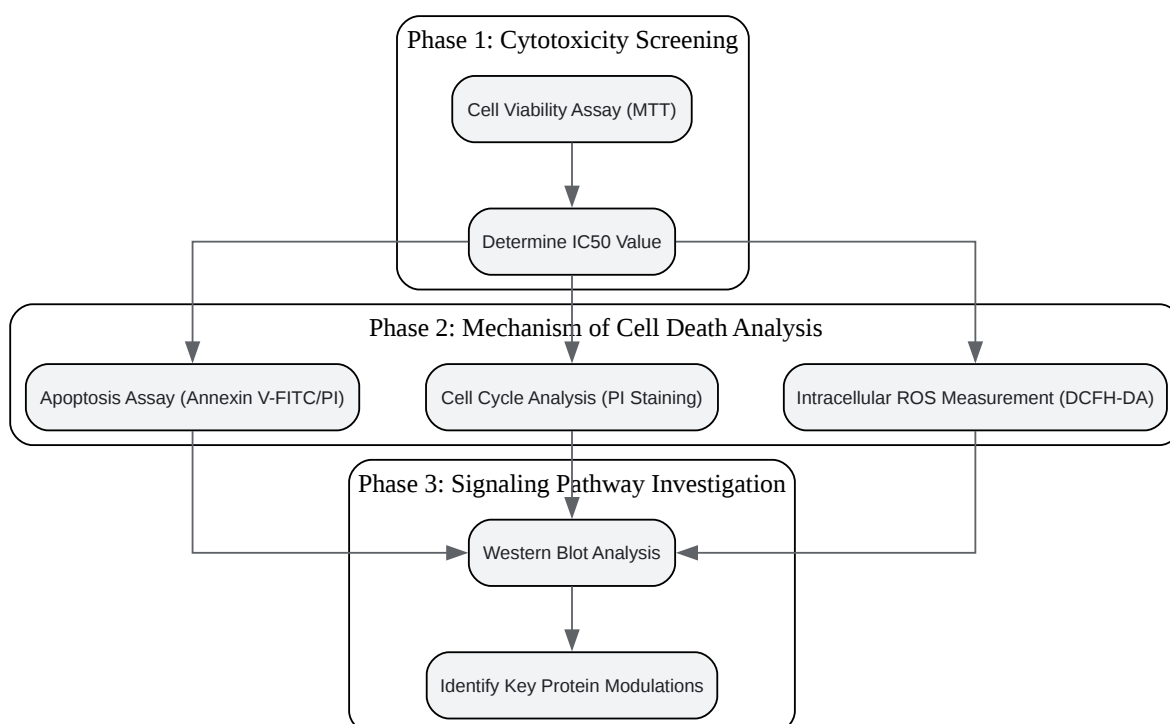 Phase 1: Cytotoxicity Screening
Cell Viability Assay (MTT)
Determine IC50 Value
Phase 2: Mechanism of Cell Death Analysis
Apoptosis Assay (Annexin V-FITC/PI)
Cell Cycle Analysis (PI Staining)
Intracellular ROS Measurement (DCFH-DA)
Phase 3: Signaling Pathway Investigation
Western Blot Analysis
Identify Key Protein Modulations